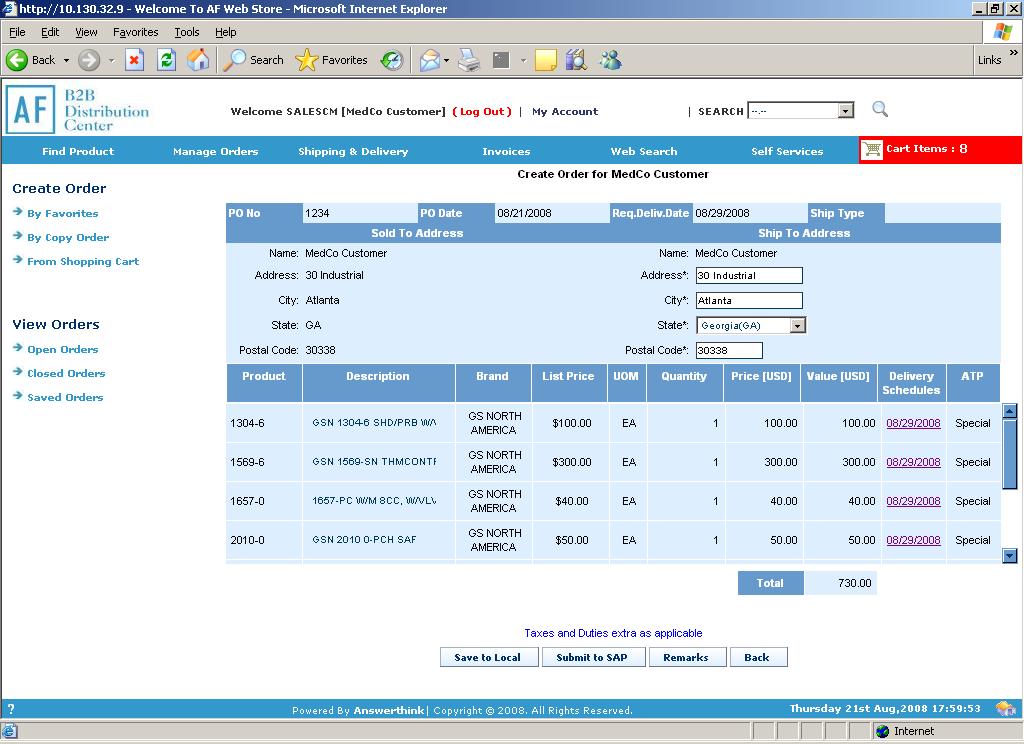 http://10.130.32.9 - Welcome To AF Web Store - Microsoft Internet Explorer
File Edit View Favorites Tools Help
Back Search Favorites Links »
AF B2B Distribution Center
Welcome SALESCM [MedCo Customer] ( Log Out ) | My Account | SEARCH --.--
Find Product Manage Orders Shipping & Delivery Invoices Web Search Self Services Cart Items : 8
Create Order for MedCo Customer
Create Order
By Favorites
By Copy Order
From Shopping Cart
View Orders
Open Orders
Closed Orders
Saved Orders
PO No 1234 PO Date 08/21/2008 Req.Deliv.Date 08/29/2008 Ship Type
Sold To Address Ship To Address
Name: MedCo Customer Name: MedCo Customer
Address: 30 Industrial Address*: 30 Industrial
City: Atlanta City*: Atlanta
State: GA State*: Georgia(GA)
Postal Code: 30338 Postal Code*: 30338
Product Description Brand List Price UOM Quantity Price [USD] Value [USD] Delivery Schedules ATP
1304-6 GSN 1304-6 SHD/PRB GS NORTH AMERICA $100.00 EA 1 100.00 100.00 08/29/2008 Special
1569-6 GSN 1569-SN THMCONTF GS NORTH AMERICA $300.00 EA 1 300.00 300.00 08/29/2008 Special
1657-0 1657-PC W/M 8CC, GS NORTH AMERICA $40.00 EA 1 40.00 40.00 08/29/2008 Special
2010-0 GSN 2010 0-PCH SAF GS NORTH AMERICA $50.00 EA 1 50.00 50.00 08/29/2008 Special
Total 730.00
Taxes and Duties extra as applicable
Save to Local Submit to SAP Remarks Back
? Powered By Answerthink| Copyright © 2008. All Rights Reserved. Thursday 21st Aug,2008 17:59:53
Internet